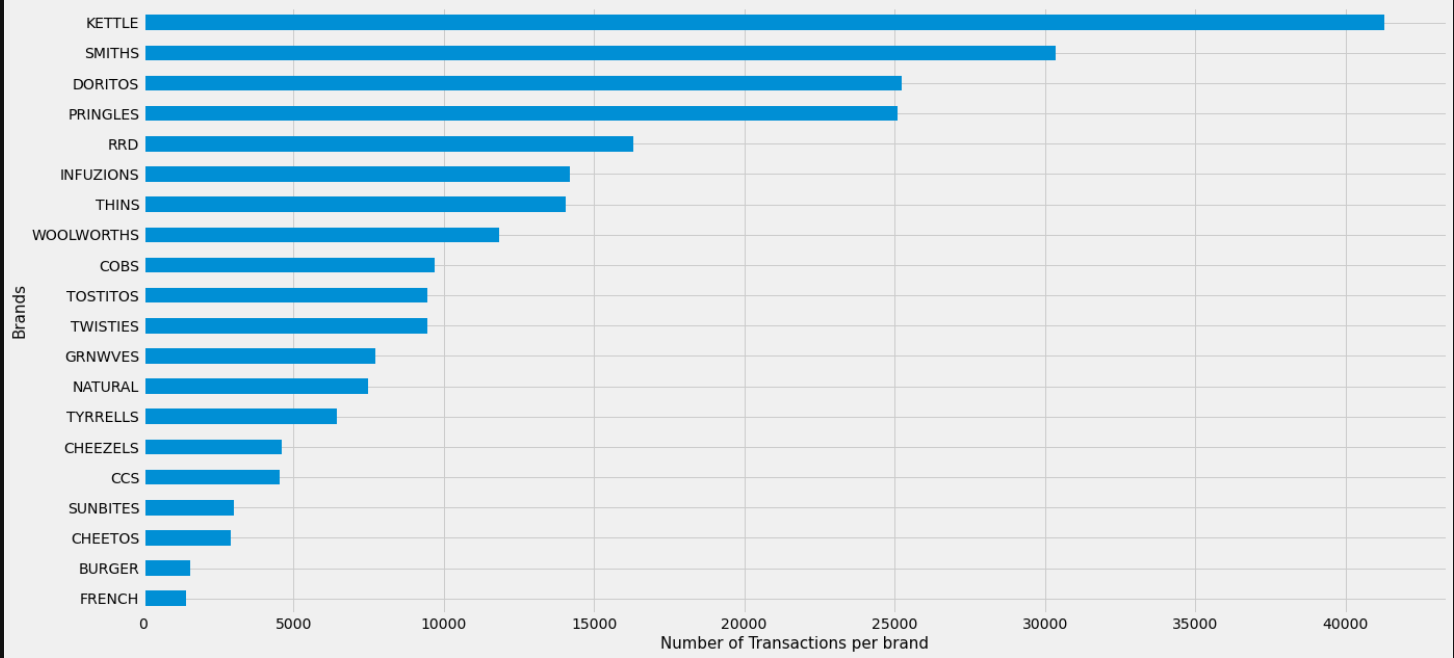 KETTLE
SMITHS
DORITOS
PRINGLES
RRD
INFUZIONS
THINS
WOOLWORTHS
COBS
TOSTITOS
TWISTIES
GRNWVES
NATURAL
TYRRELLS
CHEEZELS
CCS
SUNBITES
CHEETOS
BURGER
FRENCH
Brands
0 5000 10000 15000 20000 25000 30000 35000 40000
Number of Transactions per brand